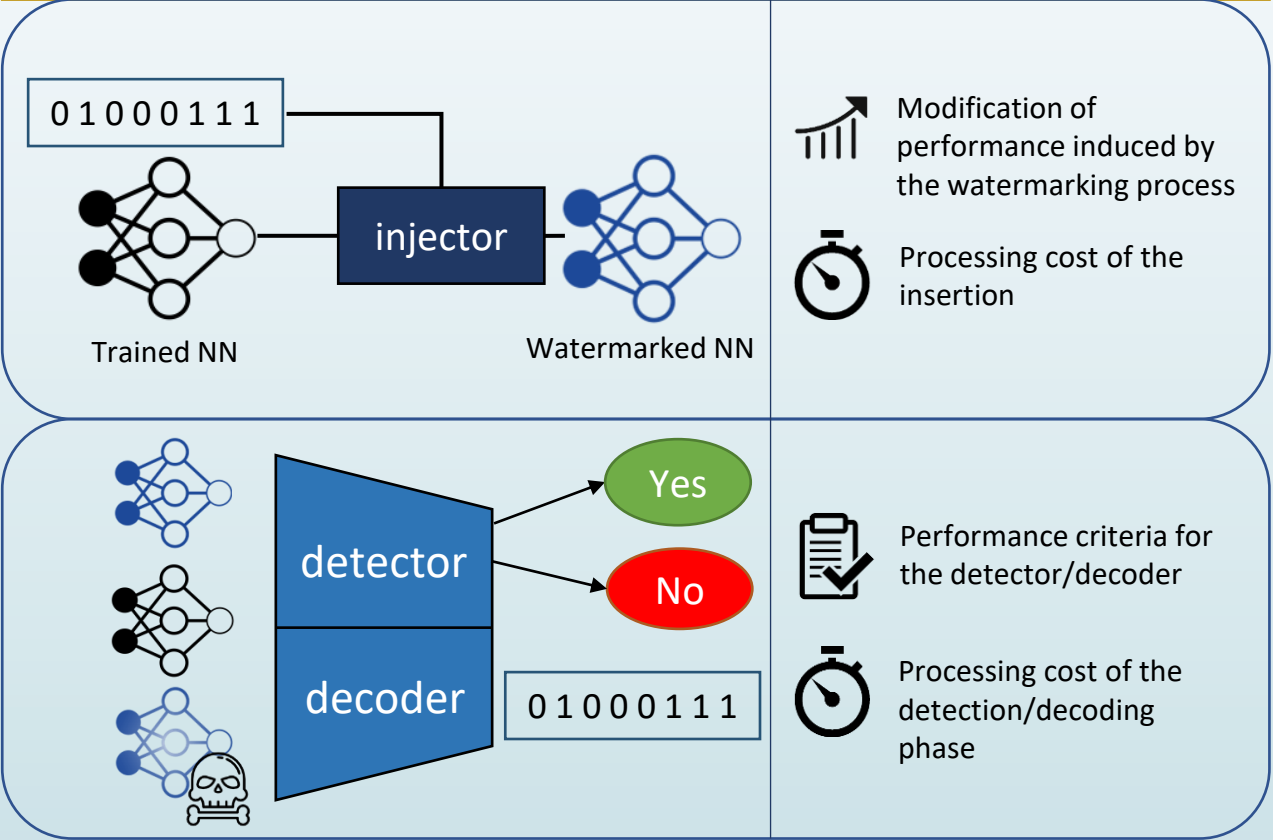 0 1 0 0 0 1 1 1
injector
Trained NN
Watermarked NN
Modification of
performance induced by
the watermarking process
Processing cost of the
insertion
detector
decoder
Yes
No
0 1 0 0 0 1 1 1
Performance criteria for
the detector/decoder
Processing cost of the
detection/decoding
phase